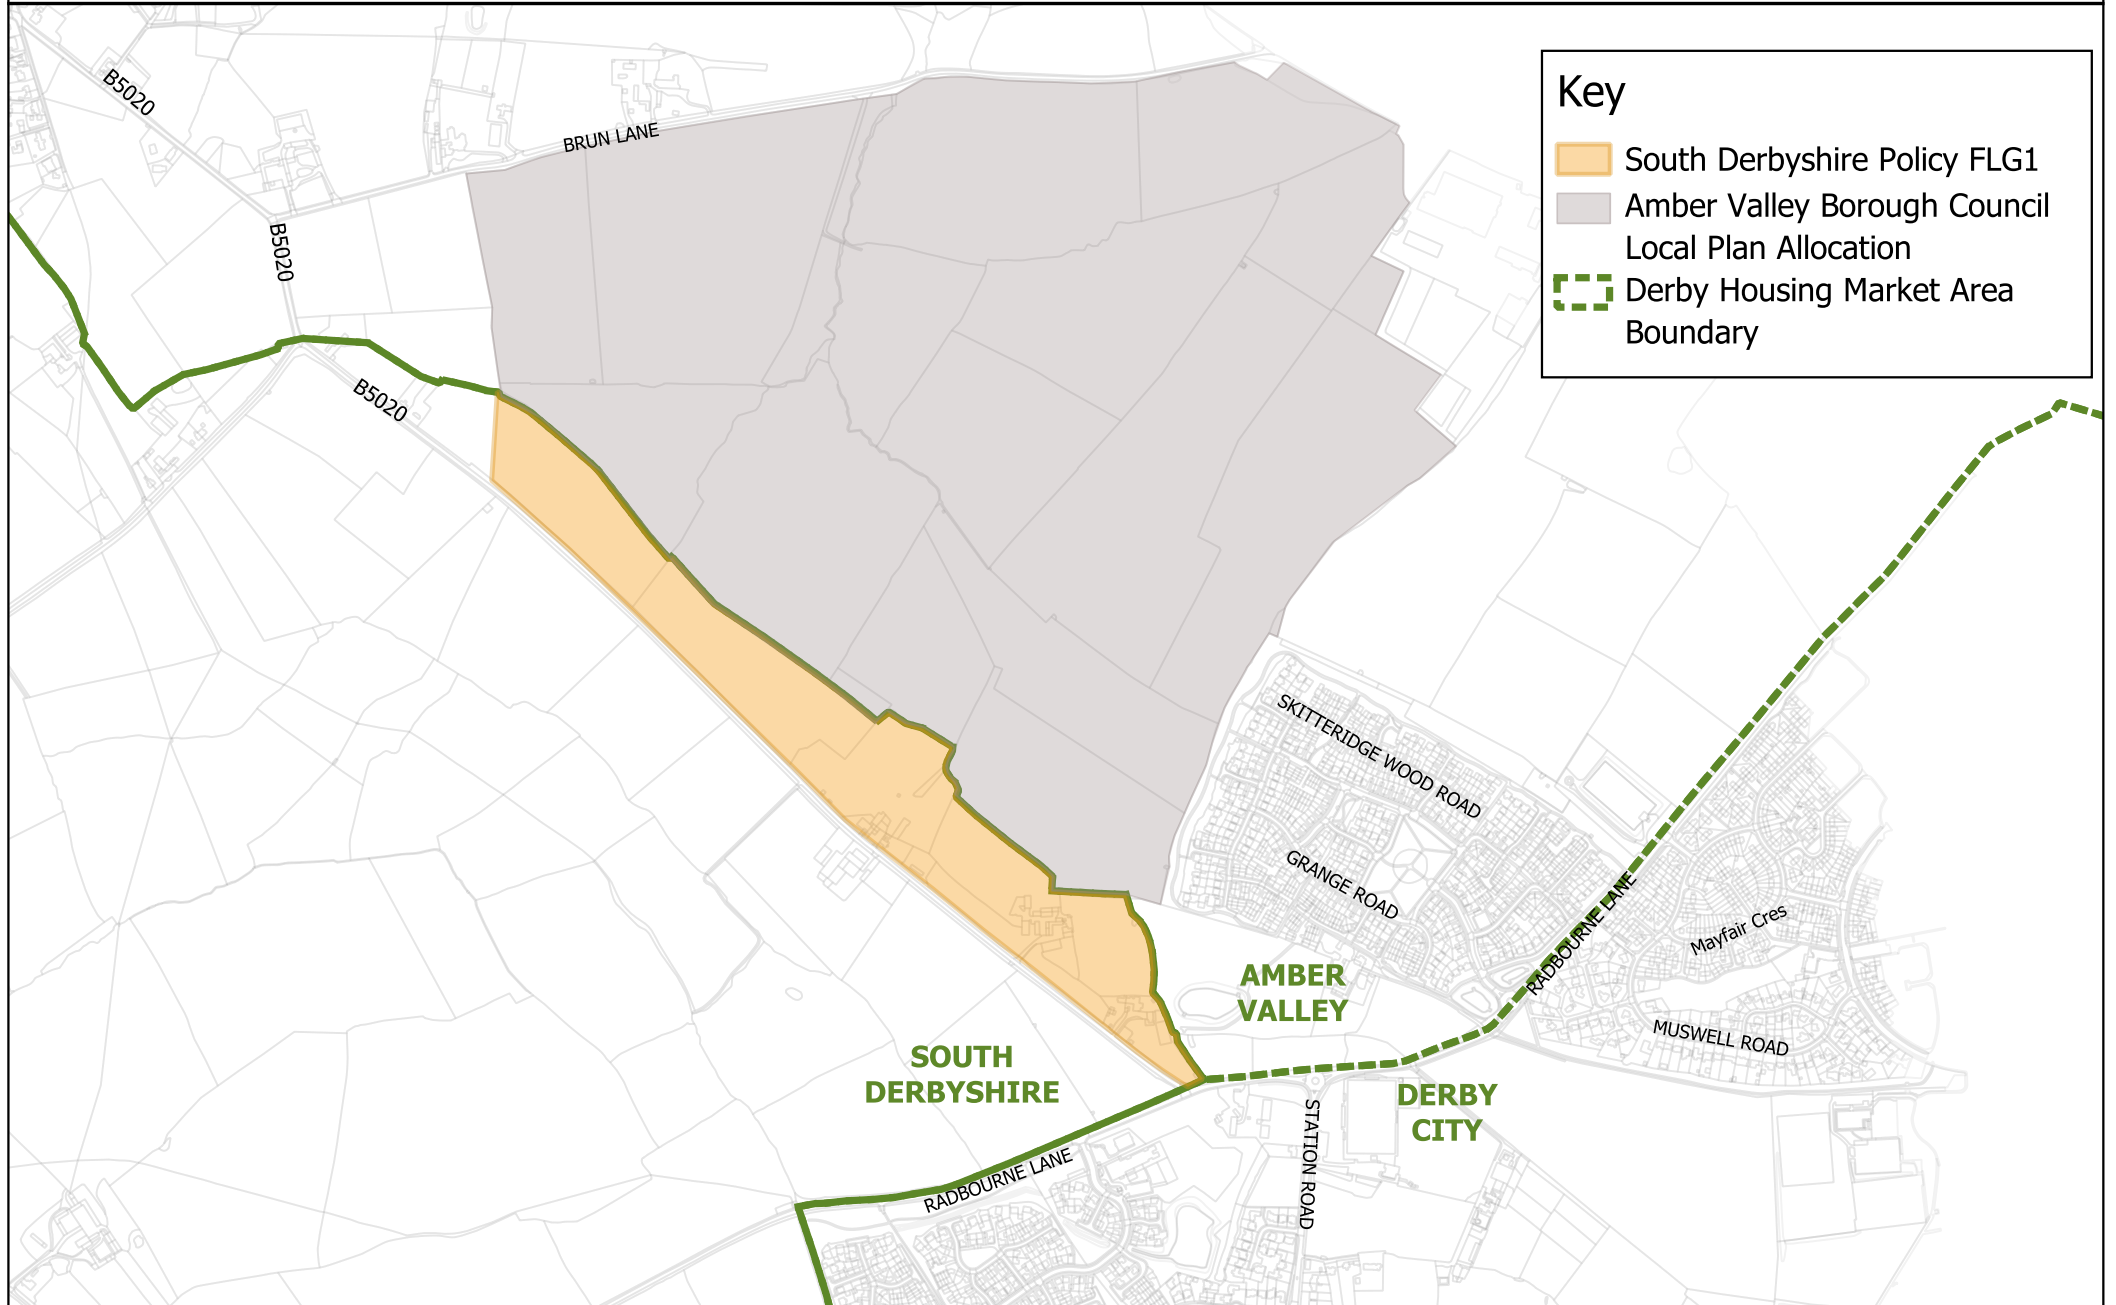 B5020
BRUN LANE
B5020
B5020
Key
South Derbyshire Policy FLG1
Amber Valley Borough Council
Local Plan Allocation
Derby Housing Market Area
Boundary
SKITTERIDGE WOOD ROAD
GRANGE ROAD
RADBOURNE LANE
Mayfair Cres
AMBER
VALLEY
MUSWELL ROAD
SOUTH
DERBYSHIRE
DERBY
CITY
STATION ROAD
RADBOURNE LANE